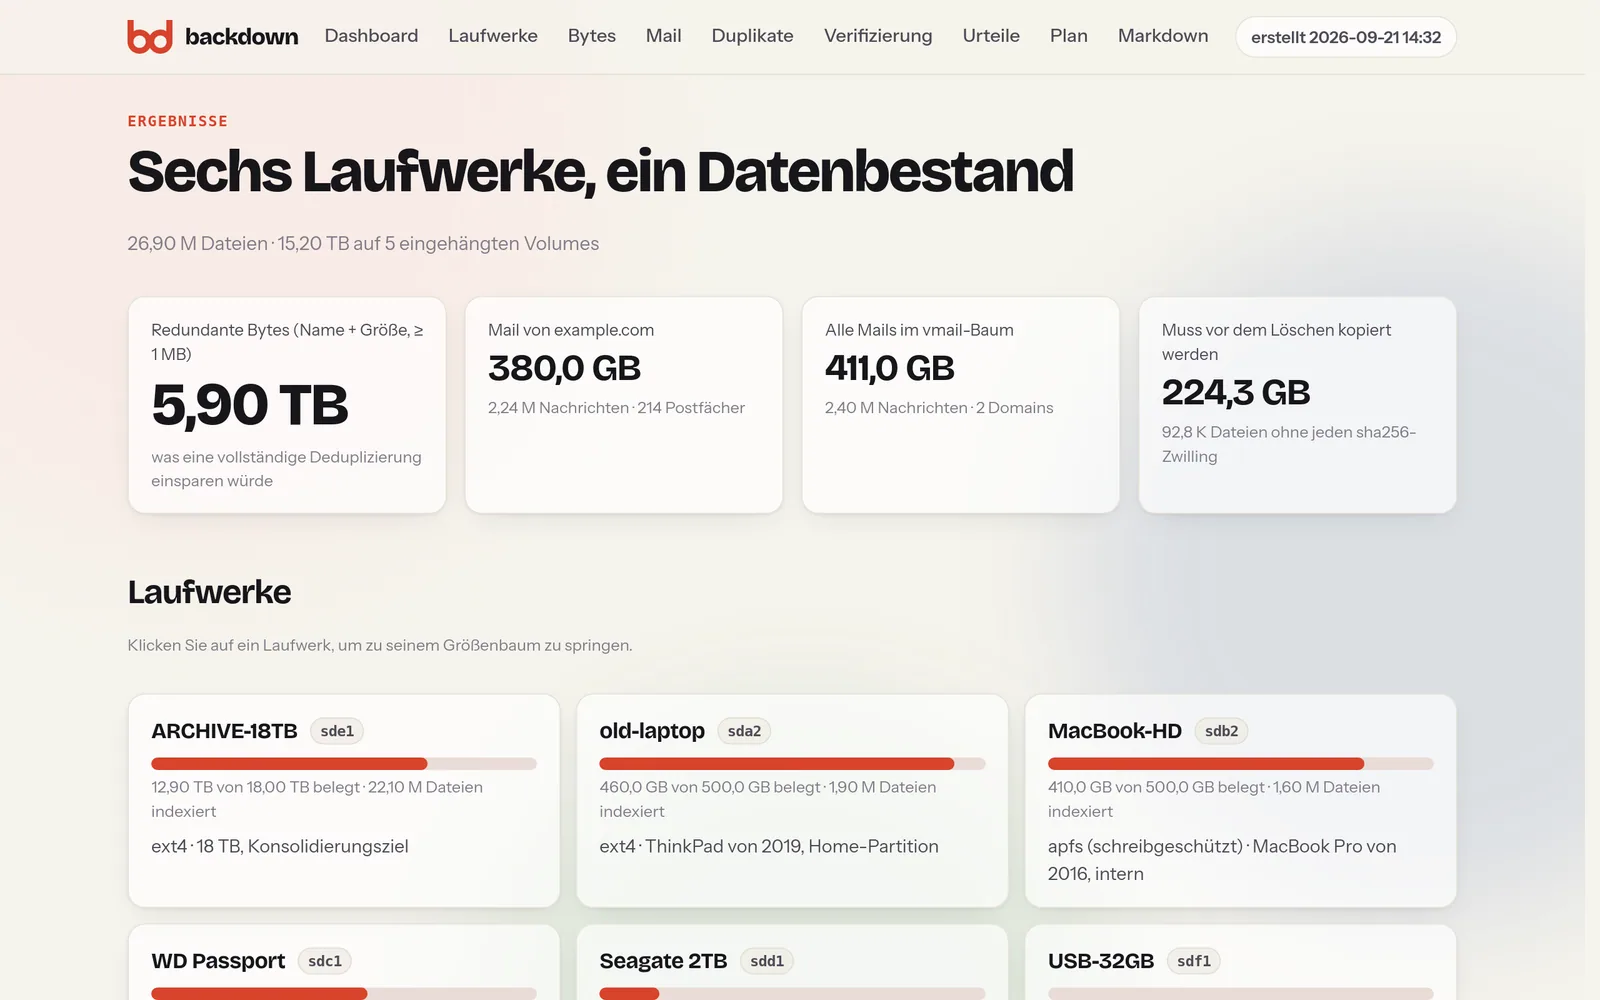 bd backdown Dashboard Laufwerke Bytes Mail Duplikate Verifizierung Urteile Plan Markdown erstellt 2026-09-21 14:32
ERGEBNISSE
Sechs Laufwerke, ein Datenbestand
26,90 M Dateien · 15,20 TB auf 5 eingehängten Volumes
Redundante Bytes (Name + Größe, ≥
1 MB)
5,90 TB
was eine vollständige Deduplizierung
einsparen würde
Mail von example.com
380,0 GB
2,24 M Nachrichten · 214 Postfächer
Alle Mails im vmail-Baum
411,0 GB
2,40 M Nachrichten · 2 Domains
Muss vor dem Löschen kopiert
werden
224,3 GB
92,8 K Dateien ohne jeden sha256-
Zwilling
Laufwerke
Klicken Sie auf ein Laufwerk, um zu seinem Größenbaum zu springen.
ARCHIVE-18TB sde1
12,90 TB von 18,00 TB belegt · 22,10 M Dateien
indexiert
ext4 · 18 TB, Konsolidierungsziel
old-laptop sda2
460,0 GB von 500,0 GB belegt · 1,90 M Dateien
indexiert
ext4 · ThinkPad von 2019, Home-Partition
MacBook-HD sdb2
410,0 GB von 500,0 GB belegt · 1,60 M Dateien
indexiert
apfs (schreibgeschützt) · MacBook Pro von
2016, intern
WD Passport sdc1
Seagate 2TB sdd1
USB-32GB sdf1